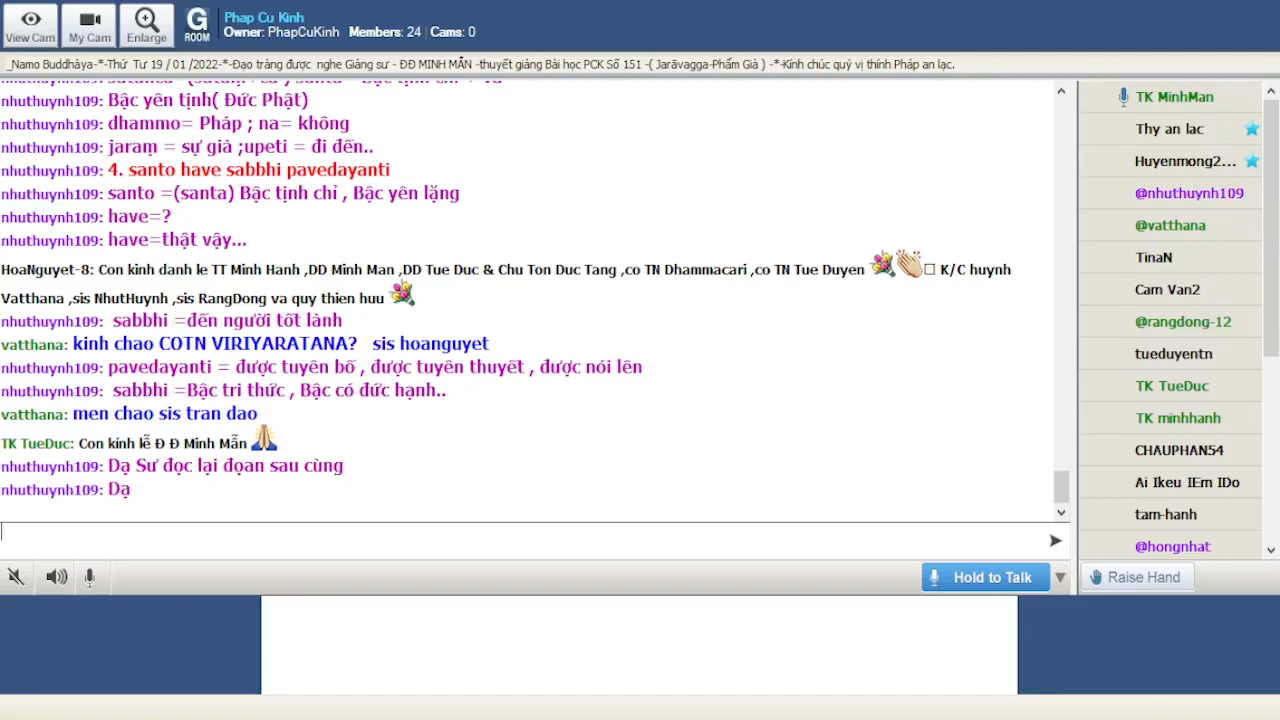 View Cam
My Cam
Enlarge
G
ROOM
Phap Cu Kinh
Owner: PhapCuKinh Members: 24 Cams: 0
_Namo Buddhàya-*-Thứ Tư 19 / 01 /2022-*-Đạo tràng được nghe Giảng sư - ĐĐ MINH MẪN -thuyết giảng Bài học PCK Số 151 -( Jarāvagga-Phẩm Già ) -*-Kính chúc quý vị thính Pháp an lạc.
nhuthuynh109: Bậc yên tịnh( Đức Phật)
nhuthuynh109: dhammo= Pháp ; na= không
nhuthuynh109: jaraṃ = sự già ;upeti = đi đến..
nhuthuynh109: 4. santo have sabbhi pavedayanti
nhuthuynh109: santo =(santa) Bậc tịnh chỉ , Bậc yên lặng
nhuthuynh109: have=?
nhuthuynh109: have=thật vậy...
HoaNguyet-8: Con kinh danh le TT Minh Hanh ,DD Minh Man ,DD Tue Duc & Chu Ton Duc Tang ,co TN Dhammacari ,co TN Tue Duyen 💐👏🏻 K/C huynh
Vatthana ,sis NhutHuynh ,sis RangDong va quy thien huu 💐
nhuthuynh109: sabbhi =đến người tốt lành
vatthana: kinh chao COTN VIRIYARATANA? sis hoanguyet
nhuthuynh109: pavedayanti = được tuyên bố , được tuyên thuyết , được nói lên
nhuthuynh109: sabbhi =Bậc tri thức , Bậc có đức hạnh..
vatthana: men chao sis tran dao
TK TueDuc: Con kính lễ Đ Đ Minh Mẫn 🙏
nhuthuynh109: Dạ Sư đọc lại đọan sau cùng
nhuthuynh109: Dạ
TK MinhMan
Thy an lac
Huyenmong2...
@nhuthuynh109
@vatthana
TinaN
Cam Van2
@rangdong-12
tueduyentn
TK TueDuc
TK minhhanh
CHAUPHAN54
Ai Ikeu IEm IDo
tam-hanh
@hongnhat
Hold to Talk
Raise Hand